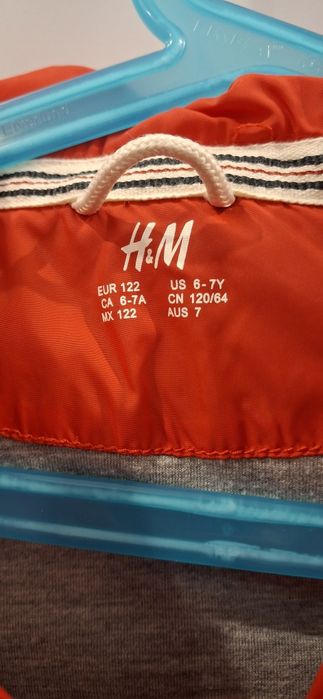 H&M
EUR 122 US 6-7Y
CA 6-7A CN 120/64
MX 122 AUS 7